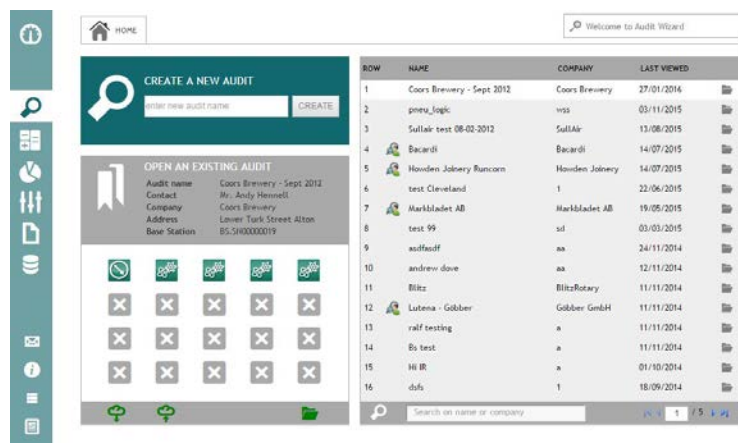 HOME
Welcome to Audit Wizard
CREATE A NEW AUDIT
enter new audit name CREATE
OPEN AN EXISTING AUDIT
Audit name Coors Brewery - Sept 2012
Contact Mr. Andy Hennell
Company Coors Brewery
Address Lower Turk Street Alton
Base Station BS.SN00000019
ROW NAME COMPANY LAST VIEWED
1 Coors Brewery - Sept 2012 Coors Brewery 27/01/2016
2 pneu_logic wss 03/11/2015
3 Sullair test 08-02-2012 SullAir 13/08/2015
4 Bacardi Bacardi 14/07/2015
5 Howden Joinery Runcorn Howden Joinery 14/07/2015
6 test Cleveland 1 22/06/2015
7 Markbladet AB Markbladet AB 19/05/2015
8 test 99 sd 03/03/2015
9 asdfasdf aa 24/11/2014
10 andrew dove aa 12/11/2014
11 Blitz BlitzRotary 11/11/2014
12 Lutena - Göbber Göbber GmbH 11/11/2014
13 ralf testing a 11/11/2014
14 Bs test a 11/11/2014
15 Hi IR a 01/10/2014
16 dsfs 1 18/09/2014
Search on name or company 1 / 5